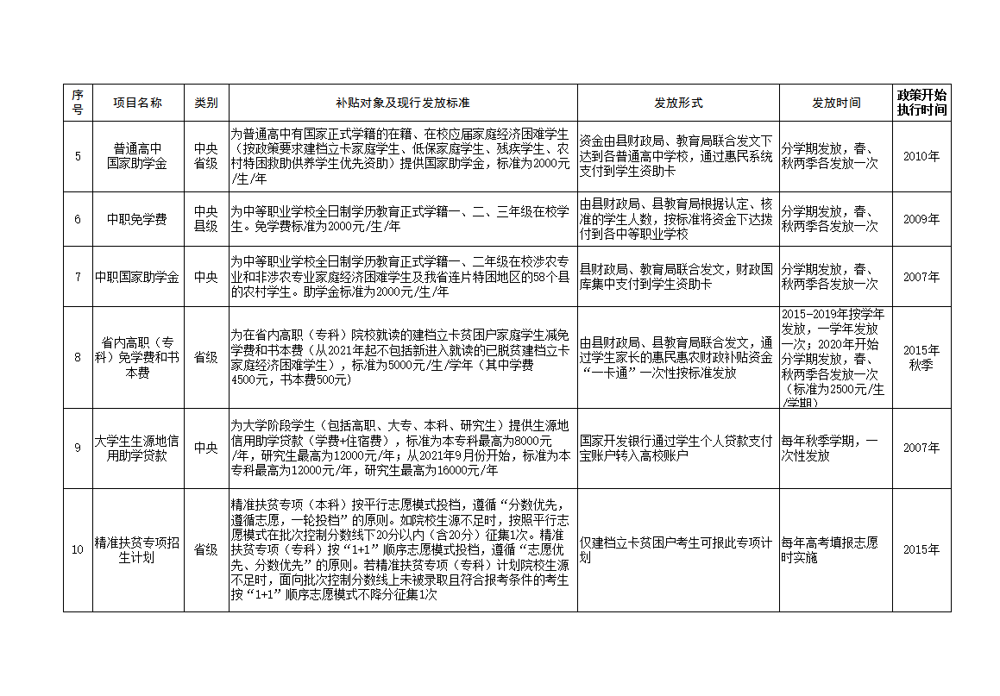 序
号
项目名称
类别
补贴对象及现行发放标准
发放形式
发放时间
政策开始
执行时间
5
普通高中
国家助学金
中央
省级
为普通高中有国家正式学籍的在籍、在校应届家庭经济困难学生
（按政策要求建档立卡家庭学生、低保家庭学生、残疾学生、农
村特困救助供养学生优先资助）提供国家助学金，标准为2000元
/生/年
资金由县财政局、教育局联合发文下
达到各普通高中学校，通过惠民系统
支付到学生资助卡
分学期发放，春、
秋两季各发放一次
2010年
6
中职免学费
中央
县级
为中等职业学校全日制学历教育正式学籍一、二、三年级在校学
生。免学费标准为2000元/生/年
由县财政局、县教育局根据认定、核
准的学生人数，按标准将资金下达拨
付到各中等职业学校
分学期发放，春、
秋两季各发放一次
2009年
7
中职国家助学金
中央
为中等职业学校全日制学历教育正式学籍一、二年级在校涉农专
业和非涉农专业家庭经济困难学生及我省连片特困地区的58个县
的农村学生。助学金标准为2000元/生/年
县财政局、教育局联合发文，财政国
库集中支付到学生资助卡
分学期发放，春、
秋两季各发放一次
2007年
8
省内高职（专
科）免学费和书
本费
省级
为在省内高职（专科）院校就读的建档立卡贫困户家庭学生减免
学费和书本费（从2021年起不包括新进入就读的已脱贫建档立卡
家庭经济困难学生），标准为5000元/生/学年（其中学费
4500元，书本费500元）
由县财政局、县教育局联合发文，通
过学生家长的惠民惠农财政补贴资金
“一卡通”一次性按标准发放
2015-2019年按学年
发放，一学年发放
一次；2020年开始
分学期发放，春、
秋两季各发放一次
（标准为2500元/生
/学期）
2015年
秋季
9
大学生生源地信
用助学贷款
中央
为大学阶段学生（包括高职、大专、本科、研究生）提供生源地
信用助学贷款（学费+住宿费），标准为本专科最高为8000元
/年，研究生最高为12000元/年；从2021年9月份开始，标准为本
专科最高为12000元/年，研究生最高为16000元/年
国家开发银行通过学生个人贷款支付
宝账户转入高校账户
每年秋季学期，一
次性发放
2007年
10
精准扶贫专项招
生计划
省级
精准扶贫专项（本科）按平行志愿模式投档，遵循“分数优先，
遵循志愿，一轮投档”的原则。如院校生源不足时，按照平行志
愿模式在批次控制分数线下20分以内（含20分）征集1次。精准
扶贫专项（专科）按“1+1”顺序志愿模式投档，遵循“志愿优
先、分数优先”的原则。若精准扶贫专项（专科）计划院校生源
不足时，面向批次控制分数线上未被录取且符合报考条件的考生
按“1+1”顺序志愿模式不降分征集1次
仅建档立卡贫困户考生可报此专项计
划
每年高考填报志愿
时实施
2015年